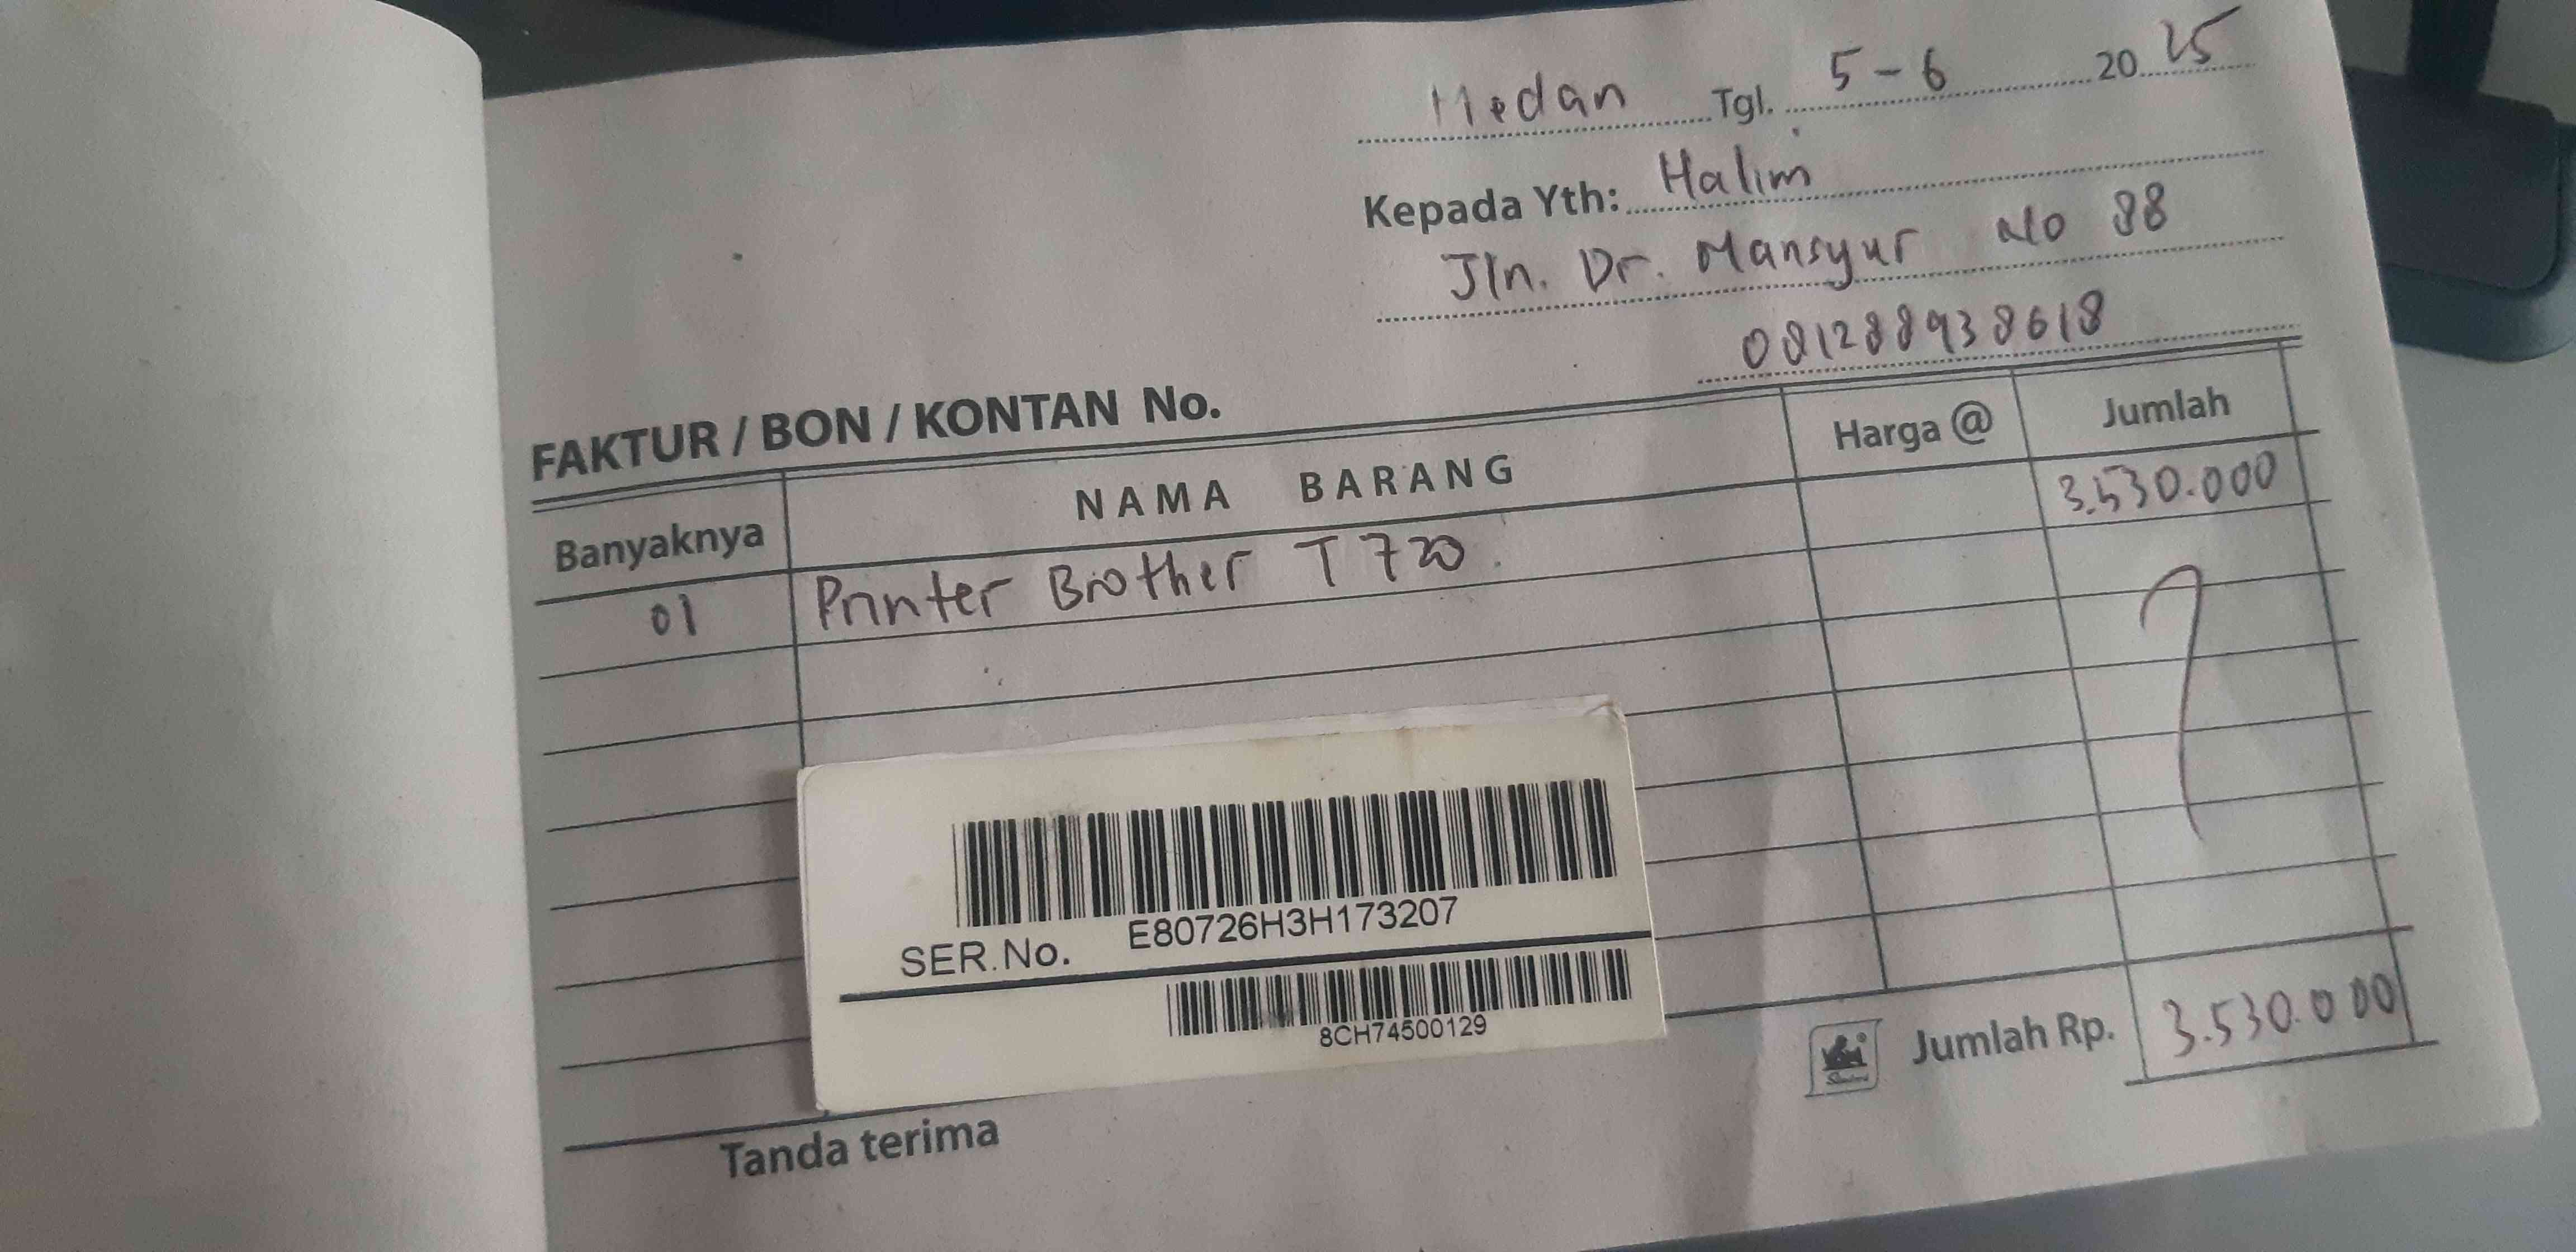 Medan Tgl. 5-6 2025
Kepada Yth: Halim
Jln. Dr. Mansyur No 88
081288938618
FAKTUR / BON / KONTAN No.
Banyaknya NAMA BARANG Harga @ Jumlah
01 Printer Brother T720. 3.530.000
E80726H3H173207
SER.No.
8CH74500129
Jumlah Rp. 3.530.000
Tanda terima